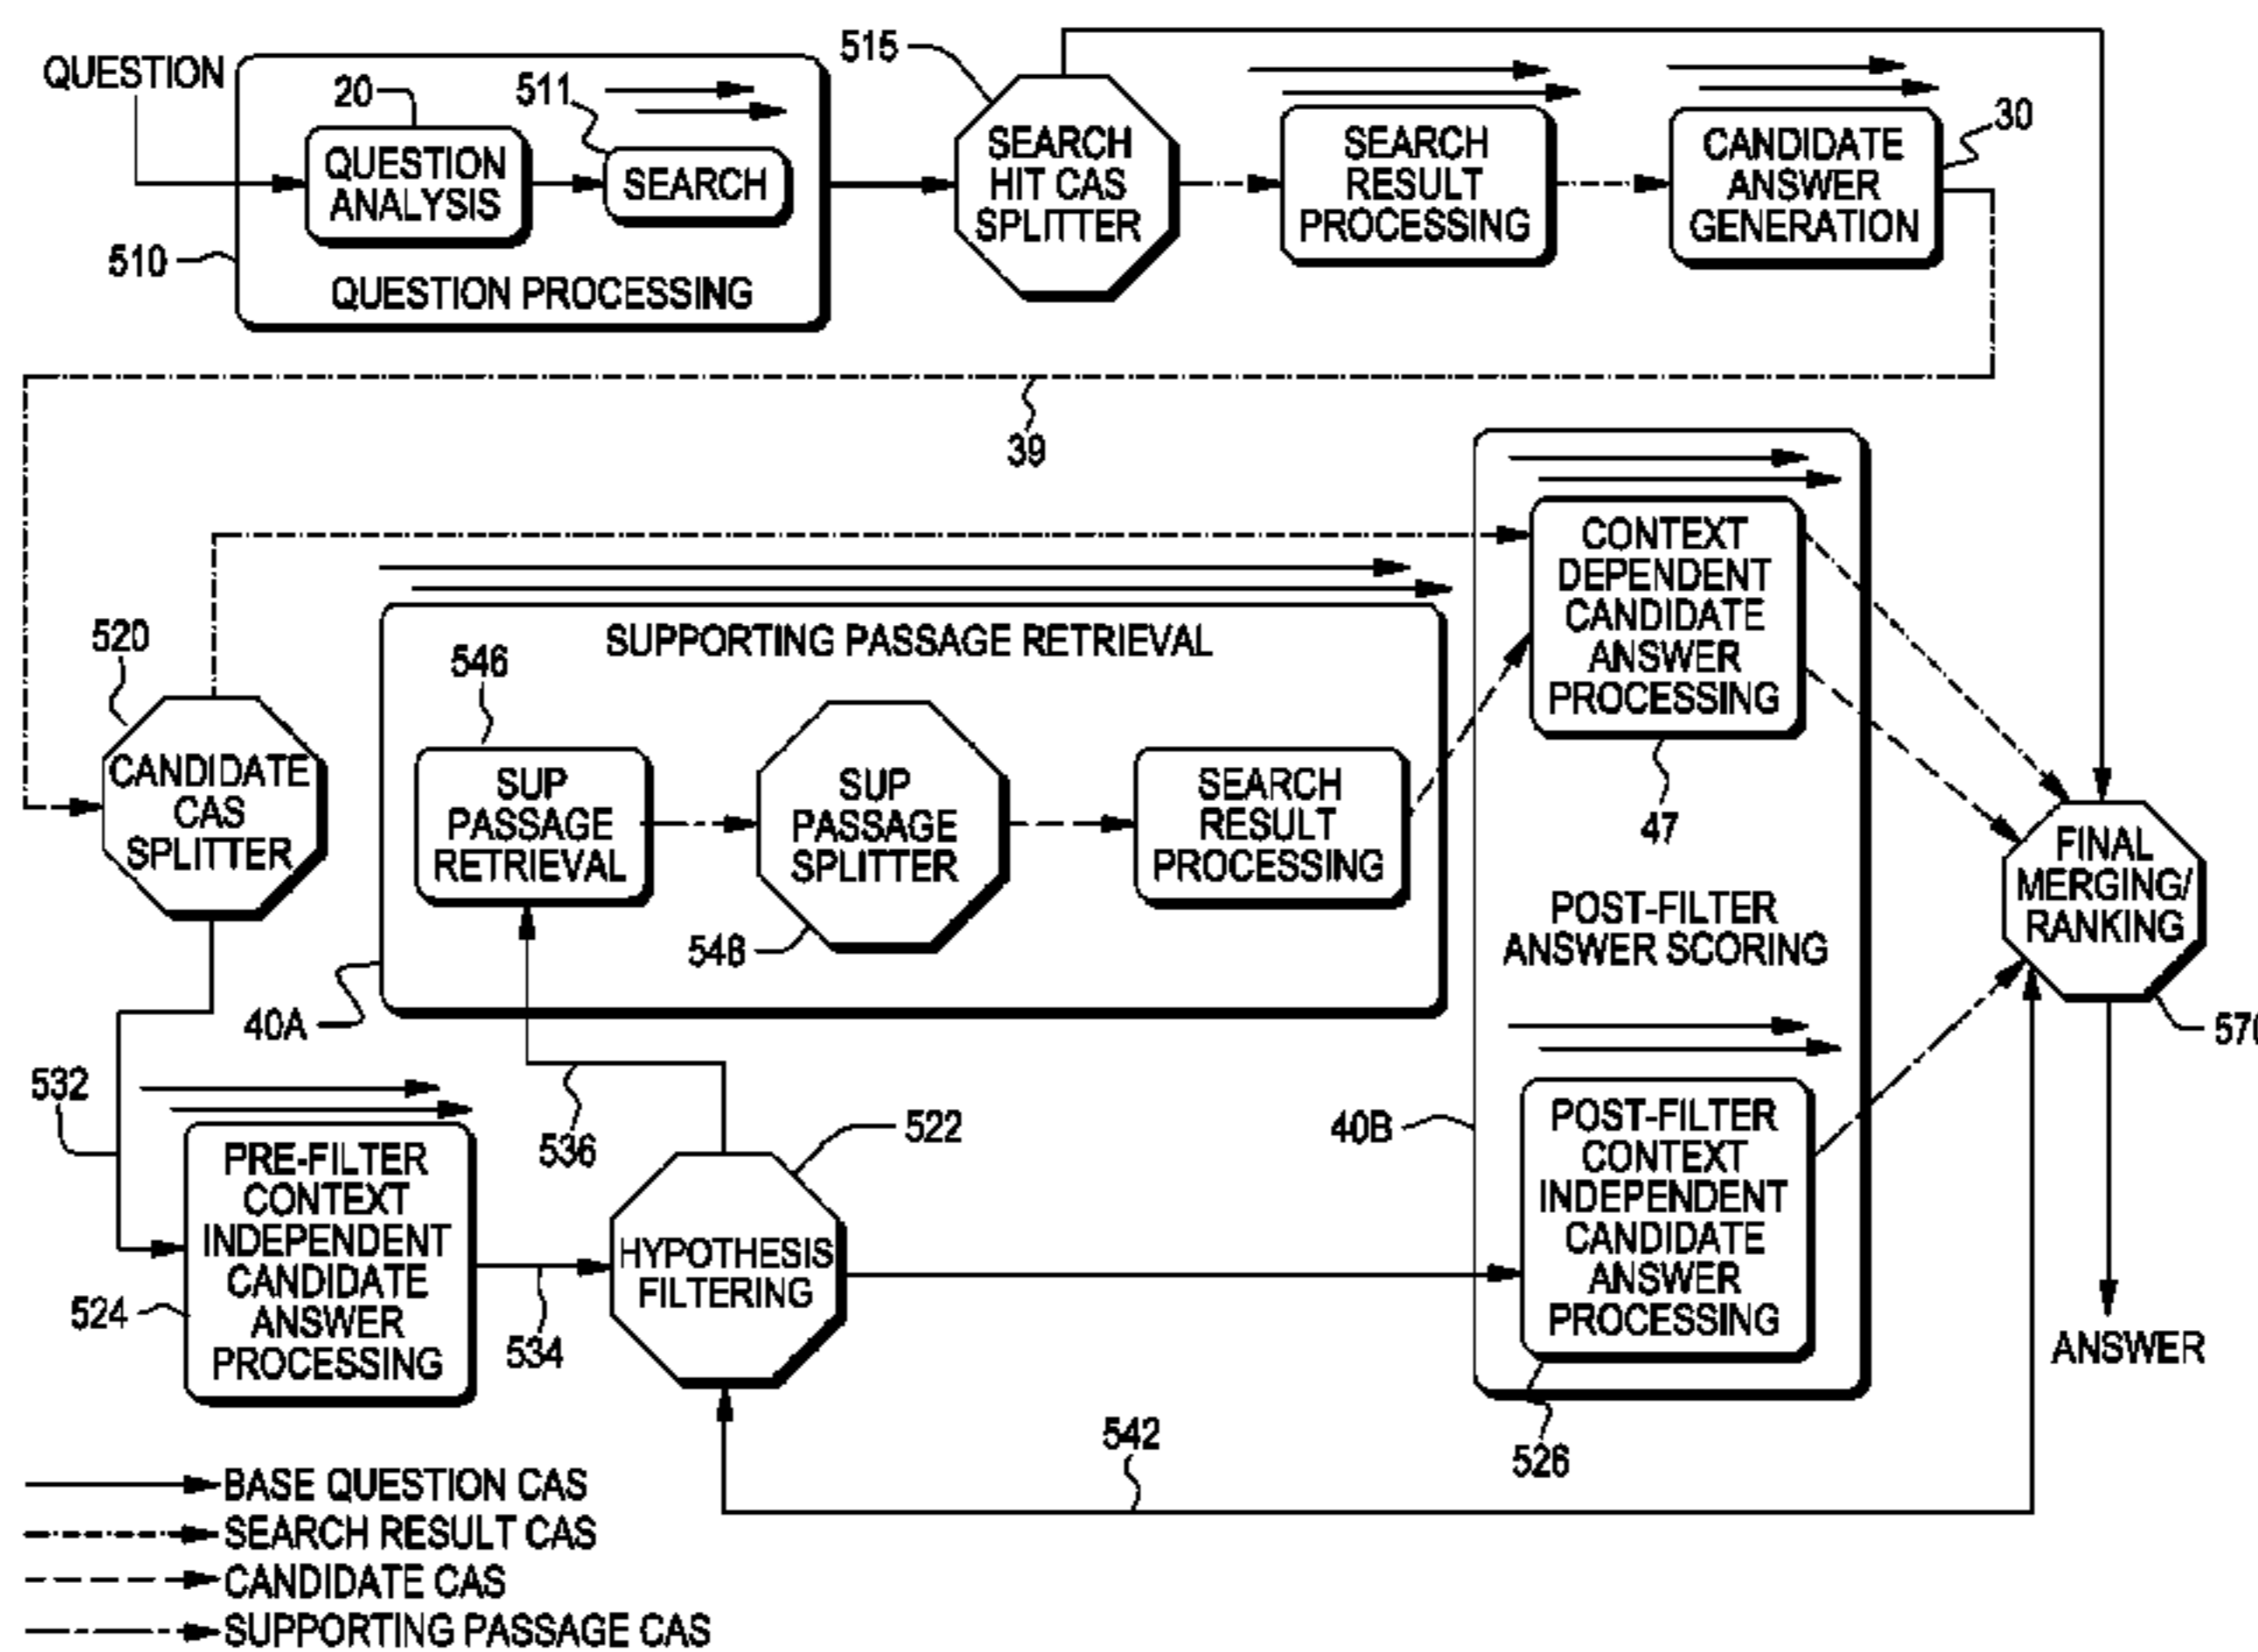 QUESTION
20
511
QUESTION
ANALYSIS
SEARCH
510
QUESTION PROCESSING
515
SEARCH
HIT CAS
SPLITTER
SEARCH
RESULT
PROCESSING
CANDIDATE
ANSWER
GENERATION
30
39
520
CANDIDATE
CAS
SPLITTER
SUPPORTING PASSAGE RETRIEVAL
546
SUP
PASSAGE
RETRIEVAL
SUP
PASSAGE
SPLITTER
548
SEARCH
RESULT
PROCESSING
40A
CONTEXT
DEPENDENT
CANDIDATE
ANSWER
PROCESSING
47
POST-FILTER
ANSWER SCORING
FINAL
MERGING/
RANKING
570
532
536
522
40B
PRE-FILTER
CONTEXT
INDEPENDENT
CANDIDATE
ANSWER
PROCESSING
524
534
HYPOTHESIS
FILTERING
POST-FILTER
CONTEXT
INDEPENDENT
CANDIDATE
ANSWER
PROCESSING
526
ANSWER
542
BASE QUESTION CAS
SEARCH RESULT CAS
CANDIDATE CAS
SUPPORTING PASSAGE CAS